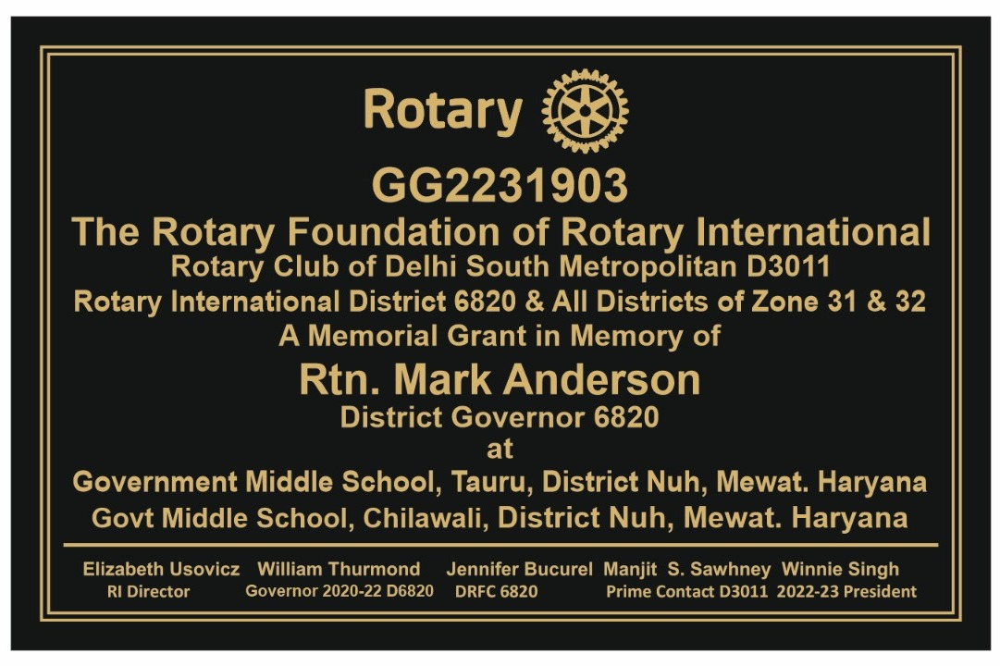 Rotary
GG2231903
The Rotary Foundation of Rotary International
Rotary Club of Delhi South Metropolitan D3011
Rotary International District 6820 & All Districts of Zone 31 & 32
A Memorial Grant in Memory of
Rtn. Mark Anderson
District Governor 6820
at
Government Middle School, Tauru, District Nuh, Mewat. Haryana
Govt Middle School, Chilawali, District Nuh, Mewat. Haryana
Elizabeth Usovicz William Thurmond Jennifer Bucurel Manjit S. Sawhney Winnie Singh
RI Director Governor 2020-22 D6820 DRFC 6820 Prime Contact D3011 2022-23 President